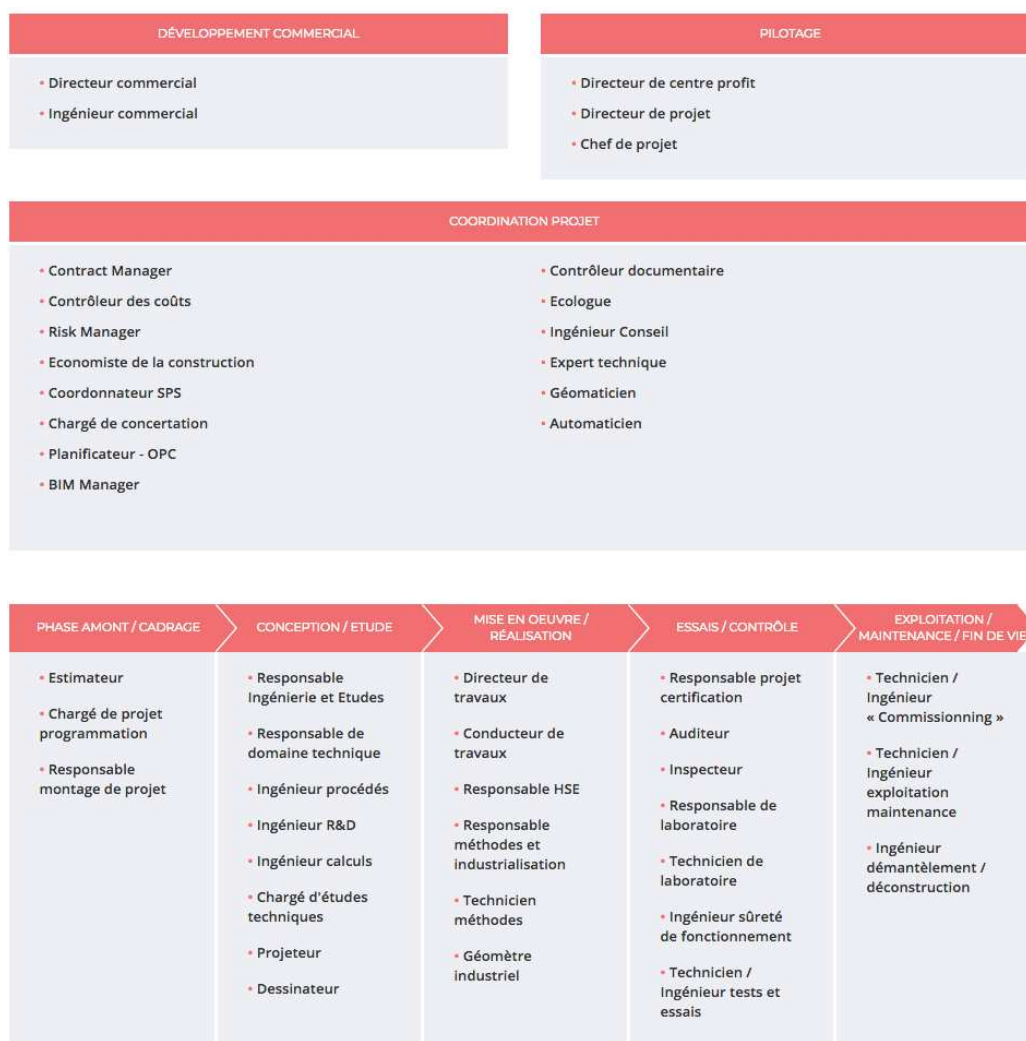 DÉVELOPPEMENT COMMERCIAL
• Directeur commercial
• Ingénieur commercial
PILOTAGE
• Directeur de centre profit
• Directeur de projet
• Chef de projet
COORDINATION PROJET
• Contract Manager
• Contrôleur des coûts
• Risk Manager
• Economiste de la construction
• Coordonnateur SPS
• Chargé de concertation
• Planificateur - OPC
• BIM Manager
• Contrôleur documentaire
• Ecologue
• Ingénieur Conseil
• Expert technique
• Géomaticien
• Automaticien
PHASE AMONT / CADRAGE
• Estimateur
• Chargé de projet
programmation
• Responsable
montage de projet
CONCEPTION / ETUDE
• Responsable
Ingénierie et Etudes
• Responsable de
domaine technique
• Ingénieur procédés
• Ingénieur R&D
• Ingénieur calculs
• Chargé d'études
techniques
• Projeteur
• Dessinateur
MISE EN OEUVRE /
RÉALISATION
• Directeur de
travaux
• Conducteur de
travaux
• Responsable HSE
• Responsable
méthodes et
industrialisation
• Technicien
méthodes
• Géomètre
industriel
ESSAIS / CONTRÔLE
• Responsable projet
certification
• Auditeur
• Inspecteur
• Responsable de
laboratoire
• Technicien de
laboratoire
• Ingénieur sûreté
de fonctionnement
• Technicien /
Ingénieur tests et
essais
EXPLOITATION /
MAINTENANCE / FIN DE VIE
• Technicien /
Ingénieur
« Commissionning »
• Technicien /
Ingénieur
exploitation
maintenance
• Ingénieur
démantèlement /
déconstruction